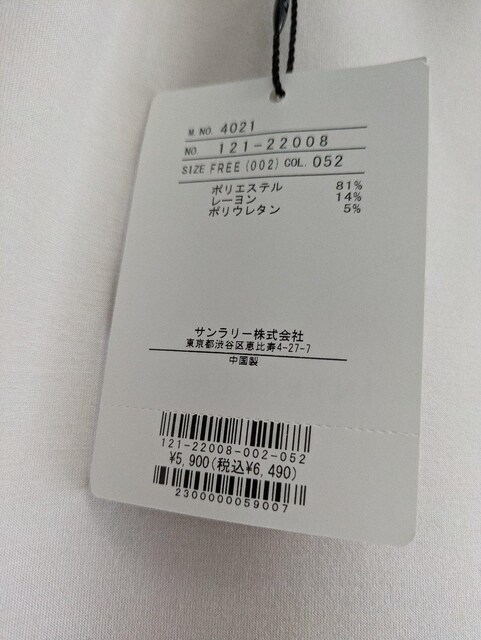 M. NO. 4021
NO. 121-22008
SIZE FREE (002) COL. 052
ポリエステル 81%
レーヨン 14%
ポリウレタン 5%
サンラリー株式会社
東京都渋谷区恵比寿4-27-7
中国製
121-22008-002-052
¥5,900(税込¥6,490)
2300000059007